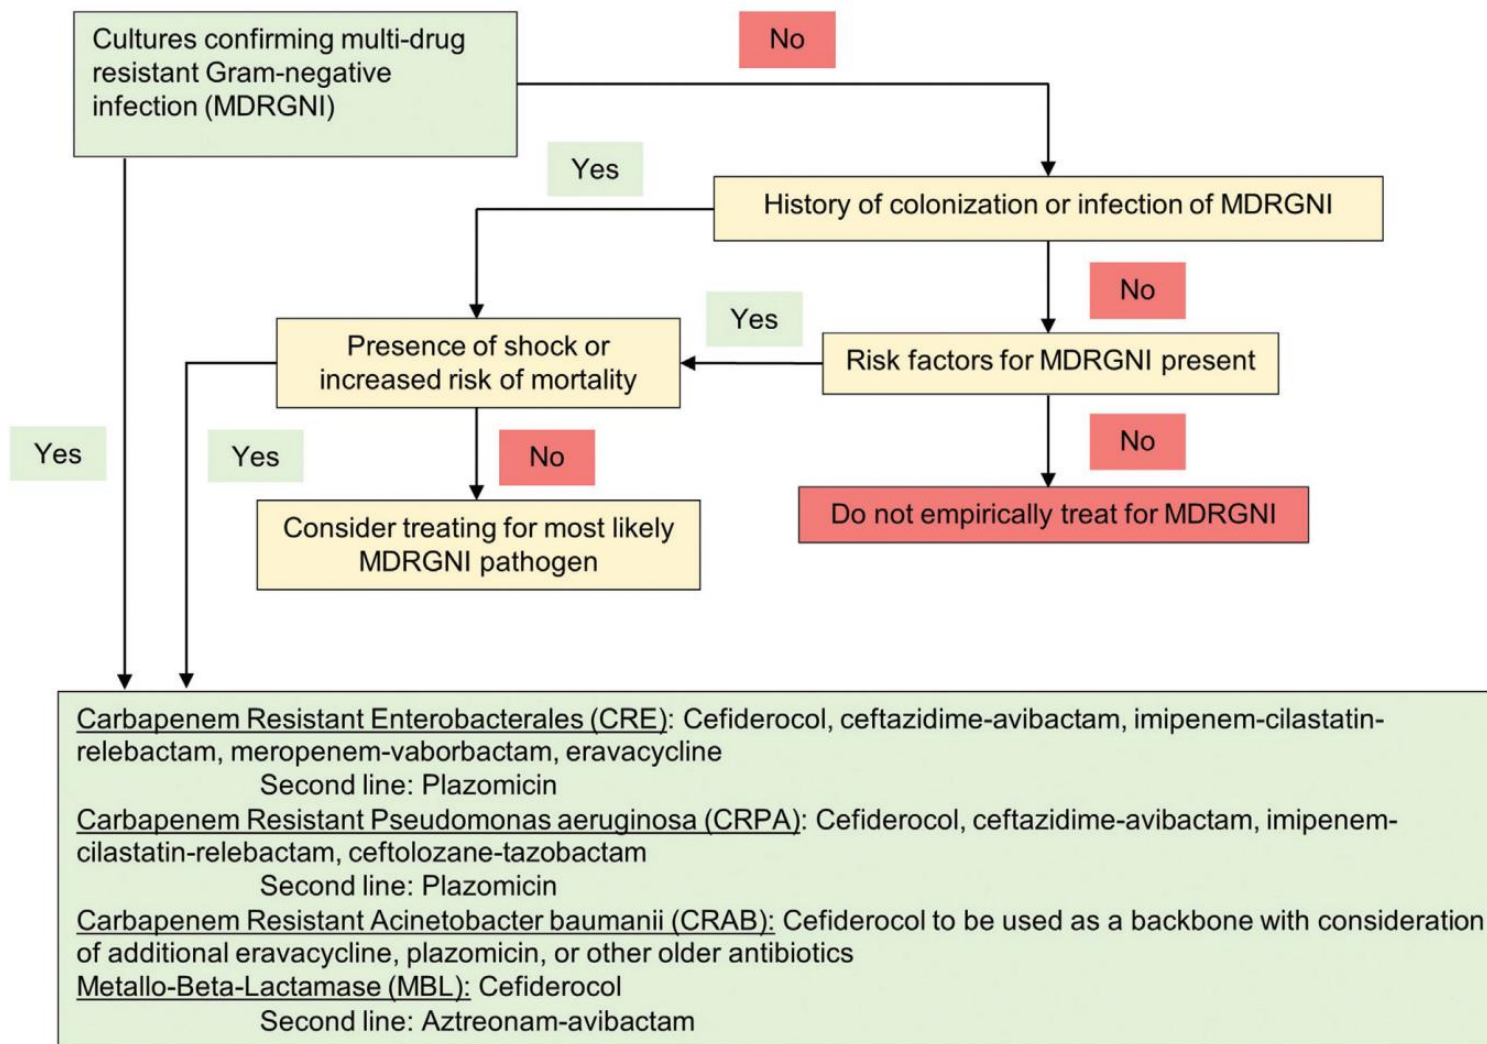 Cultures confirming multi-drug
resistant Gram-negative
infection (MDRGNI)
No
Yes
History of colonization or infection of MDRGNI
No
Yes
Presence of shock or
increased risk of mortality
Risk factors for MDRGNI present
Yes
Yes
No
No
Consider treating for most likely
MDRGNI pathogen
Do not empirically treat for MDRGNI
Carbapenem Resistant Enterobacterales (CRE): Cefiderocol, ceftazidime-avibactam, imipenem-cilastatin-
relebactam, meropenem-vaborbactam, eravacycline
Second line: Plazomicin
Carbapenem Resistant Pseudomonas aeruginosa (CRPA): Cefiderocol, ceftazidime-avibactam, imipenem-
cilastatin-relebactam, ceftolozane-tazobactam
Second line: Plazomicin
Carbapenem Resistant Acinetobacter baumanii (CRAB): Cefiderocol to be used as a backbone with consideration
of additional eravacycline, plazomicin, or other older antibiotics
Metallo-Beta-Lactamase (MBL): Cefiderocol
Second line: Aztreonam-avibactam